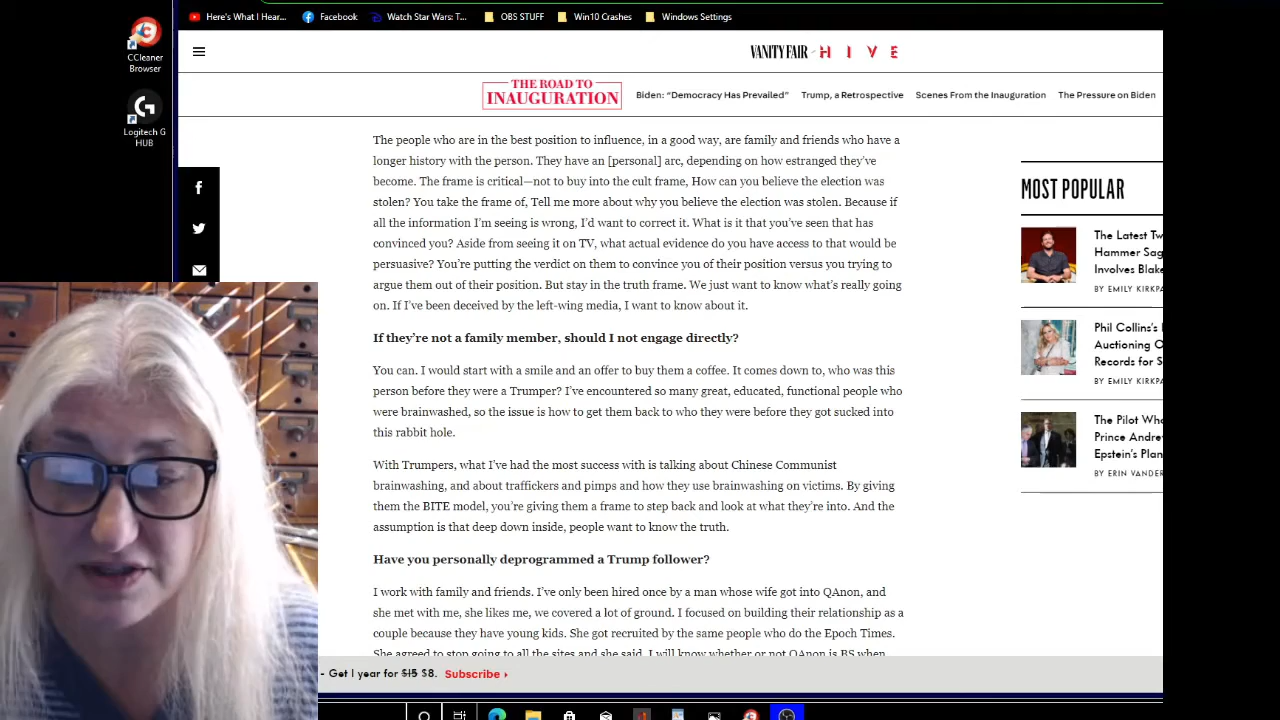 Here's What I Hear...
Facebook
Watch Star Wars: T...
OBS STUFF
Win10 Crashes
Windows Settings
CCleaner
Browser
Logitech G
HUB
VANITY FAIR HIVE
THE ROAD TO
INAUGURATION
Biden: “Democracy Has Prevailed”
Trump, a Retrospective
Scenes From the Inauguration
The Pressure on Biden
The people who are in the best position to influence, in a good way, are family and friends who have a
longer history with the person. They have an [personal] arc, depending on how estranged they’ve
become. The frame is critical—not to buy into the cult frame, How can you believe the election was
stolen? You take the frame of, Tell me more about why you believe the election was stolen. Because if
all the information I’m seeing is wrong, I’d want to correct it. What is it that you’ve seen that has
convinced you? Aside from seeing it on TV, what actual evidence do you have access to that would be
persuasive? You’re putting the verdict on them to convince you of their position versus you trying to
argue them out of their position. But stay in the truth frame. We just want to know what’s really going
on. If I’ve been deceived by the left-wing media, I want to know about it.
If they’re not a family member, should I not engage directly?
You can. I would start with a smile and an offer to buy them a coffee. It comes down to, who was this
person before they were a Trumper? I’ve encountered so many great, educated, functional people who
were brainwashed, so the issue is how to get them back to who they were before they got sucked into
this rabbit hole.
With Trumpers, what I’ve had the most success with is talking about Chinese Communist
brainwashing, and about traffickers and pimps and how they use brainwashing on victims. By giving
them the BITE model, you’re giving them a frame to step back and look at what they’re into. And the
assumption is that deep down inside, people want to know the truth.
Have you personally deprogrammed a Trump follower?
I work with family and friends. I’ve only been hired once by a man whose wife got into QAnon, and
she met with me, she likes me, we covered a lot of ground. I focused on building their relationship as a
couple because they have young kids. She got recruited by the same people who do the Epoch Times.
She agreed to stop going to all the sites and she said, I will know whether or not QAnon is BS when
MOST POPULAR
The Latest Tw
Hammer Sag
Involves Blake
BY EMILY KIRKPA
Phil Collins’s
Auctioning O
Records for $
BY EMILY KIRKPA
The Pilot Who
Prince Andre
Epstein’s Plan
BY ERIN VANDER
- Get 1 year for $15 $8. Subscribe ›